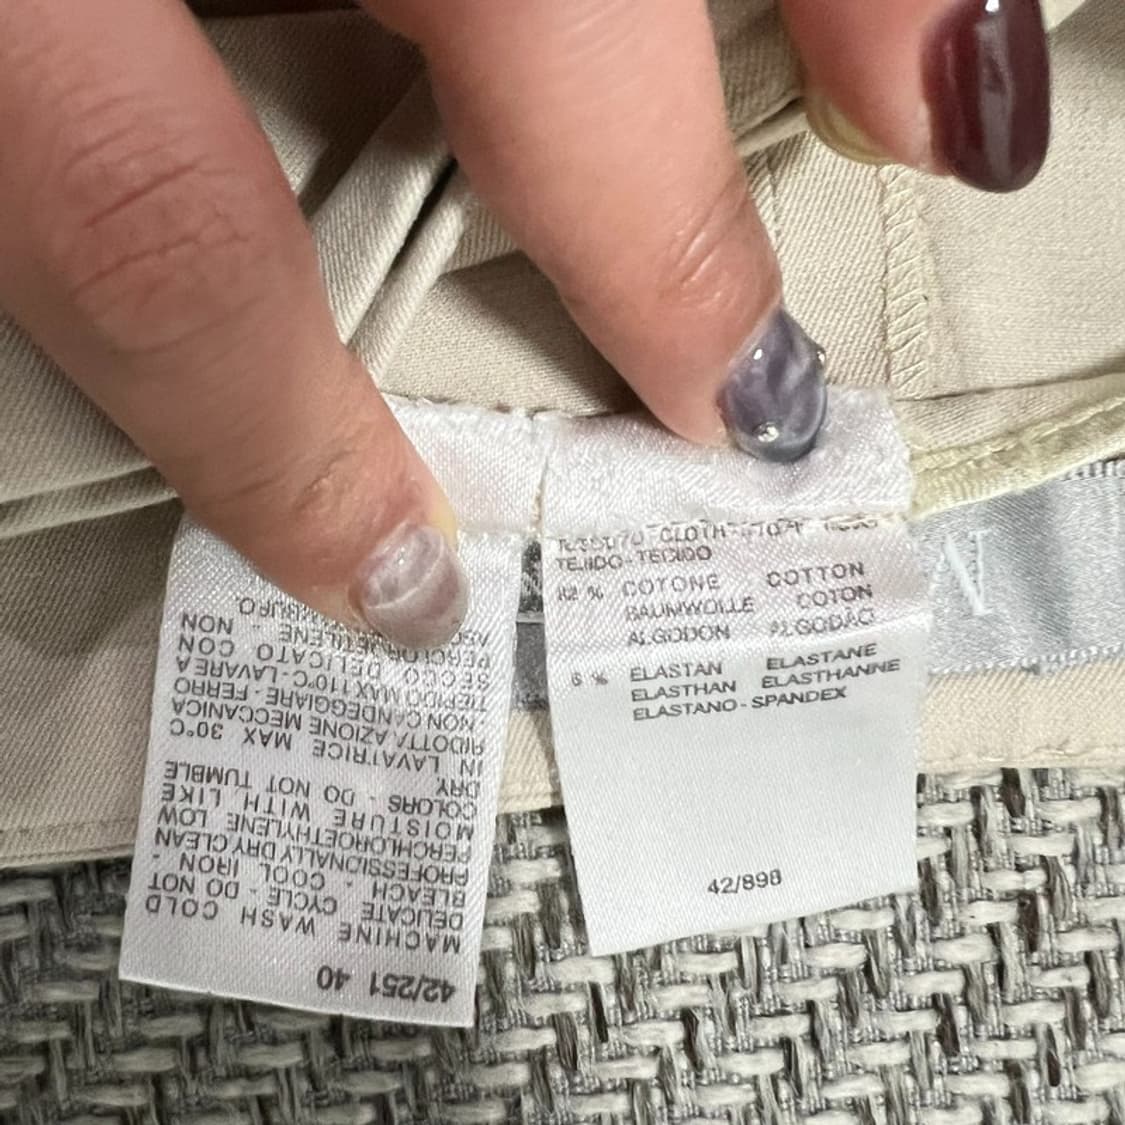 42/251 40
MACHINE WASH COLD
DELICATE CYCLE - DO NOT
BLEACH - COOL IRON -
PROFESSIONALLY DRY CLEAN
PERCHLOROETHYLENE LOW
MOISTURE WITH LIKE
COLORS - DO NOT TUMBLE
DRY.
IN LAVATRICE MAX 30°C
RIDOTTA AZIONE MECCANICA
- NON CANDEGGIARE - FERRO
TIEPIDO MAX 110°C - LAVARE A
SECCO DELICATO CON
PERCLOROETILENE - NON
CLOTH
TEJIDO - TECIDO
% COTONE COTTON
BAUMWOLLE COTON
ALGODON ALGODÃO
6 % ELASTAN ELASTANE
ELASTHAN ELASTHANNE
ELASTANO - SPANDEX
42/898
N